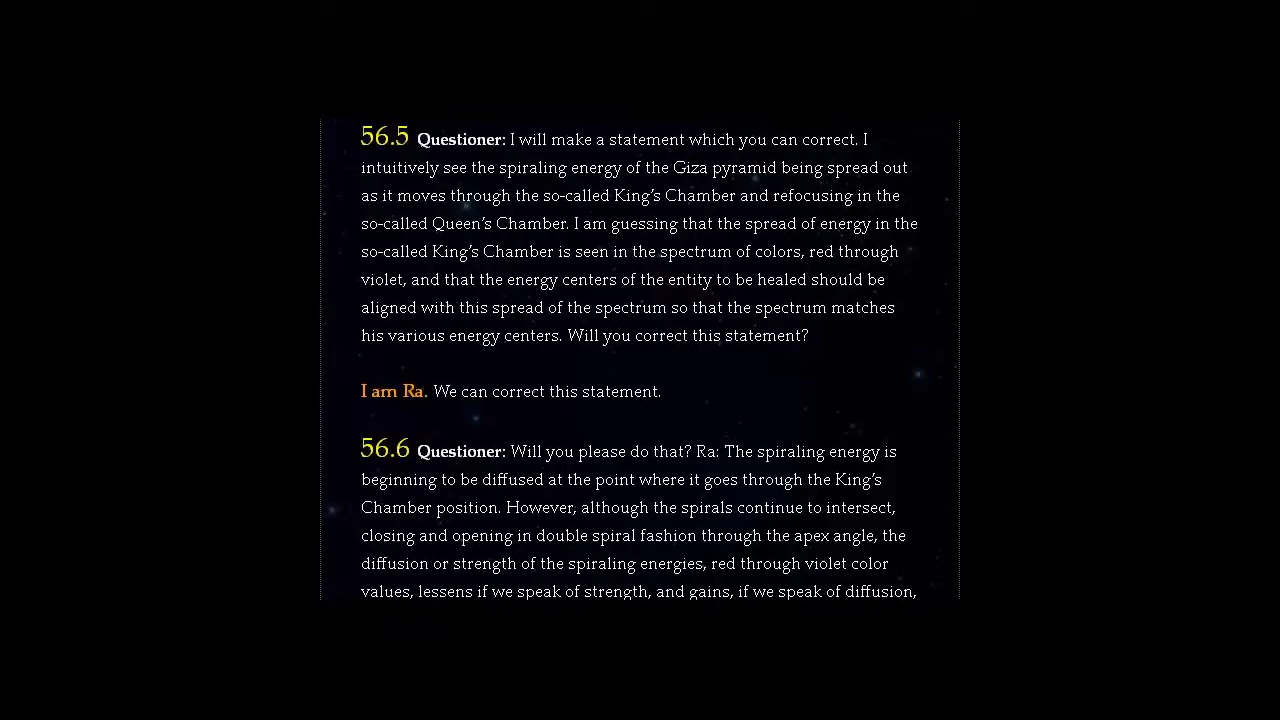 56.5 Questioner: I will make a statement which you can correct. I
intuitively see the spiraling energy of the Giza pyramid being spread out
as it moves through the so-called King’s Chamber and refocusing in the
so-called Queen’s Chamber. I am guessing that the spread of energy in the
so-called King’s Chamber is seen in the spectrum of colors, red through
violet, and that the energy centers of the entity to be healed should be
aligned with this spread of the spectrum so that the spectrum matches
his various energy centers. Will you correct this statement?
I am Ra. We can correct this statement.
56.6 Questioner: Will you please do that? Ra: The spiraling energy is
beginning to be diffused at the point where it goes through the King’s
Chamber position. However, although the spirals continue to intersect,
closing and opening in double spiral fashion through the apex angle, the
diffusion or strength of the spiraling energies, red through violet color
values, lessens if we speak of strength, and gains, if we speak of diffusion,